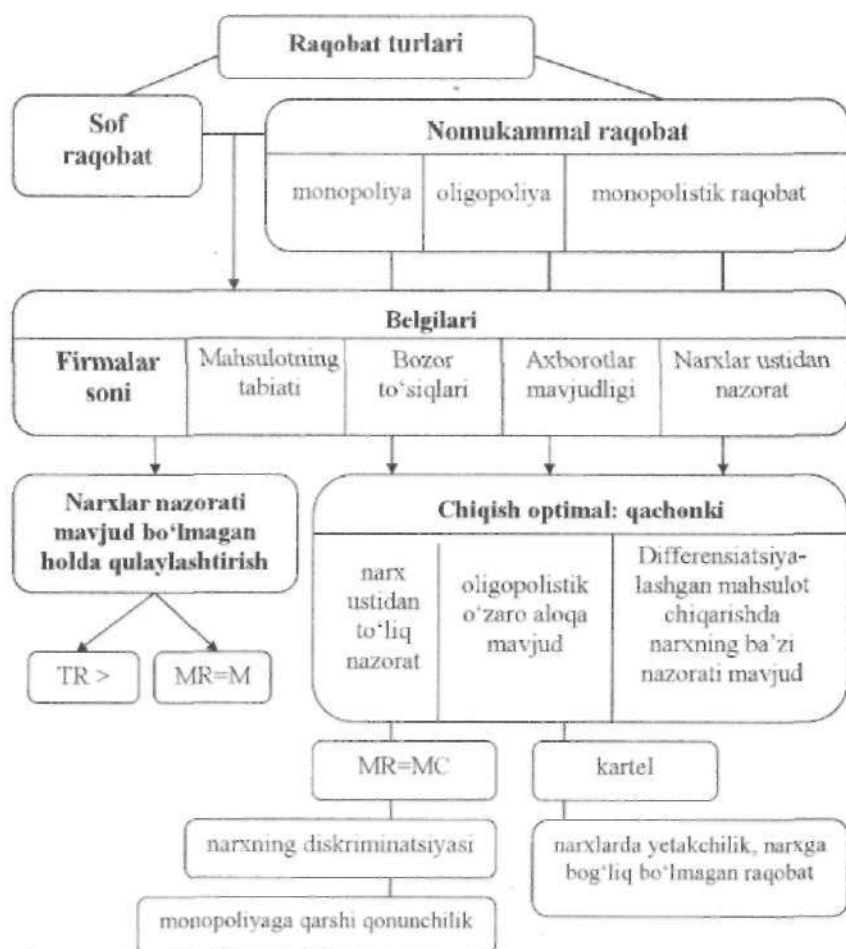 Raqobat turlari
Sof
raqobat
Nomukammal raqobat
monopoliya
oligopoliya
monopolistik raqobat
Belgilari
Firmalar
soni
Mahsulotning
tabiati
Bozor
to‘siqlari
Axborotlar
mavjudligi
Narxlar ustidan
nazorat
Narxlar nazorati
mavjud bo‘lmagan
holda qulaylashtirish
TR >
MR=M
Chiqish optimal: qachonki
narx
ustidan
to‘liq
nazorat
oligopolistik
o‘zaro aloqa
mavjud
Differensiatsiya-
lashgan mahsulot
chiqarishda
narxning ba’zi
nazorati mavjud
MR=MC
narxning diskriminatsiyasi
monopoliyaga qarshi qonunchilik
kartel
narxlarda yetakchilik, narxga
bog‘liq bo‘lmagan raqobat